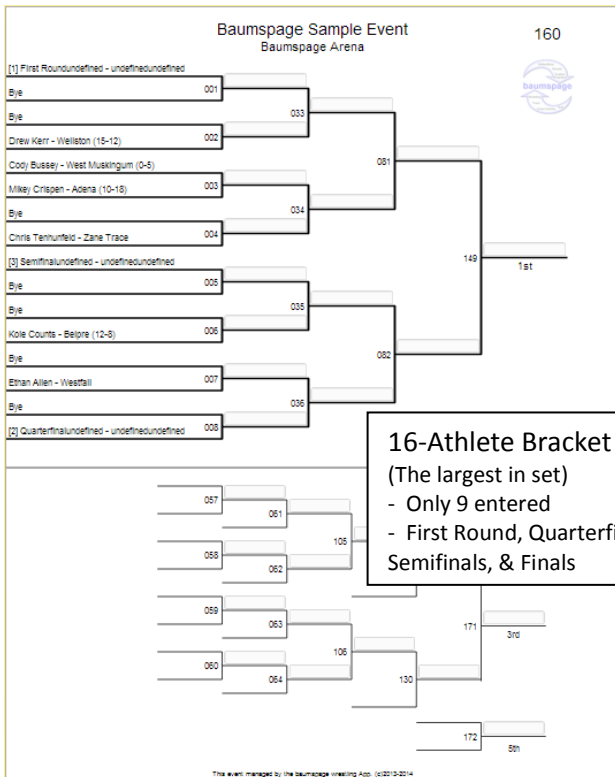 Baumspage Sample Event
160
Baumspage Arena
baumspage
[1] First Roundundefined - undefinedundefined
001
Bye
033
Bye
002
Drew Kerr - Wellston (15-12)
081
Cody Bussey - West Muskingum (0-5)
003
Mikey Crispen - Adena (10-18)
034
Bye
004
Chris Tenhunfeld - Zane Trace
149
1st
[3] Semifinalundefined - undefinedundefined
005
Bye
035
Bye
006
Kole Counts - Belpre (12-8)
082
Bye
007
Ethan Allen - Westfall
036
Bye
008
[2] Quarterfinalundefined - undefinedundefined
16-Athlete Bracket
(The largest in set)
- Only 9 entered
- First Round, Quarterfi
Semifinals, & Finals
057
061
105
058
062
059
063
171
3rd
106
060
064
130
172
5th
This event managed by the baumspage wrestling App. (c)2013-2014